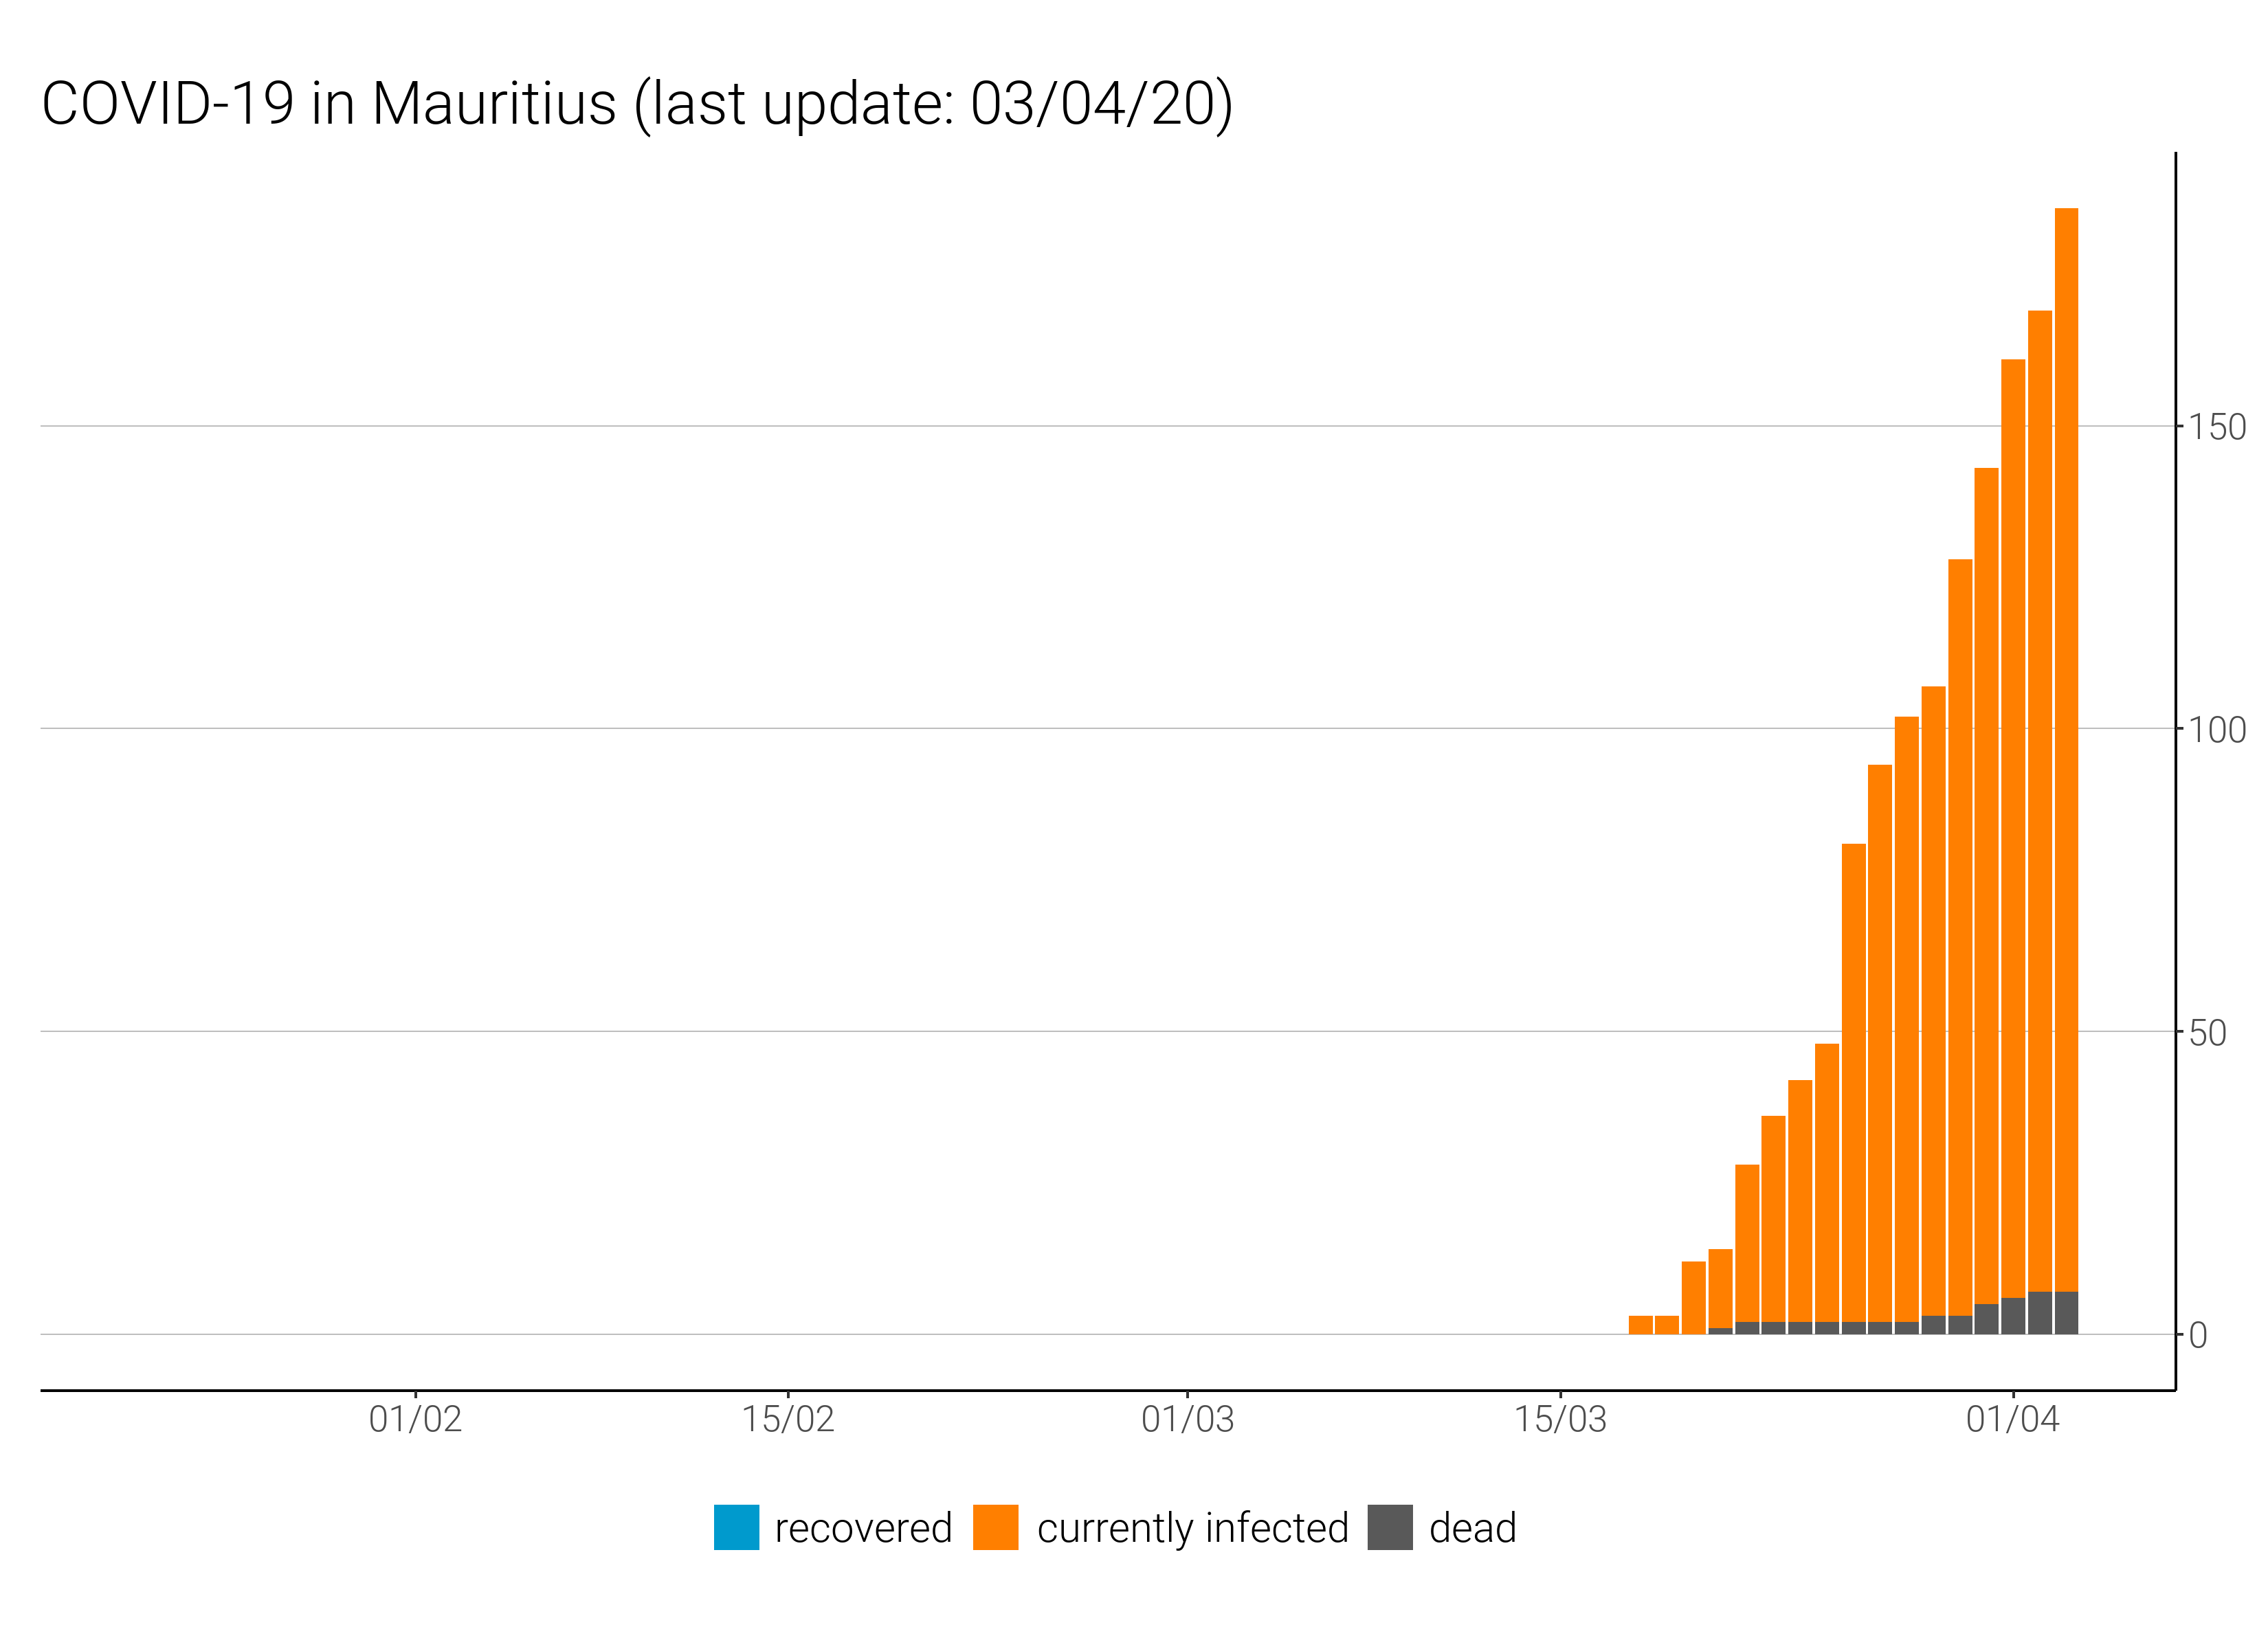 COVID-19 in Mauritius (last update: 03/04/20)
150
100
50
0
01/02 15/02 01/03 15/03 01/04
recovered currently infected dead